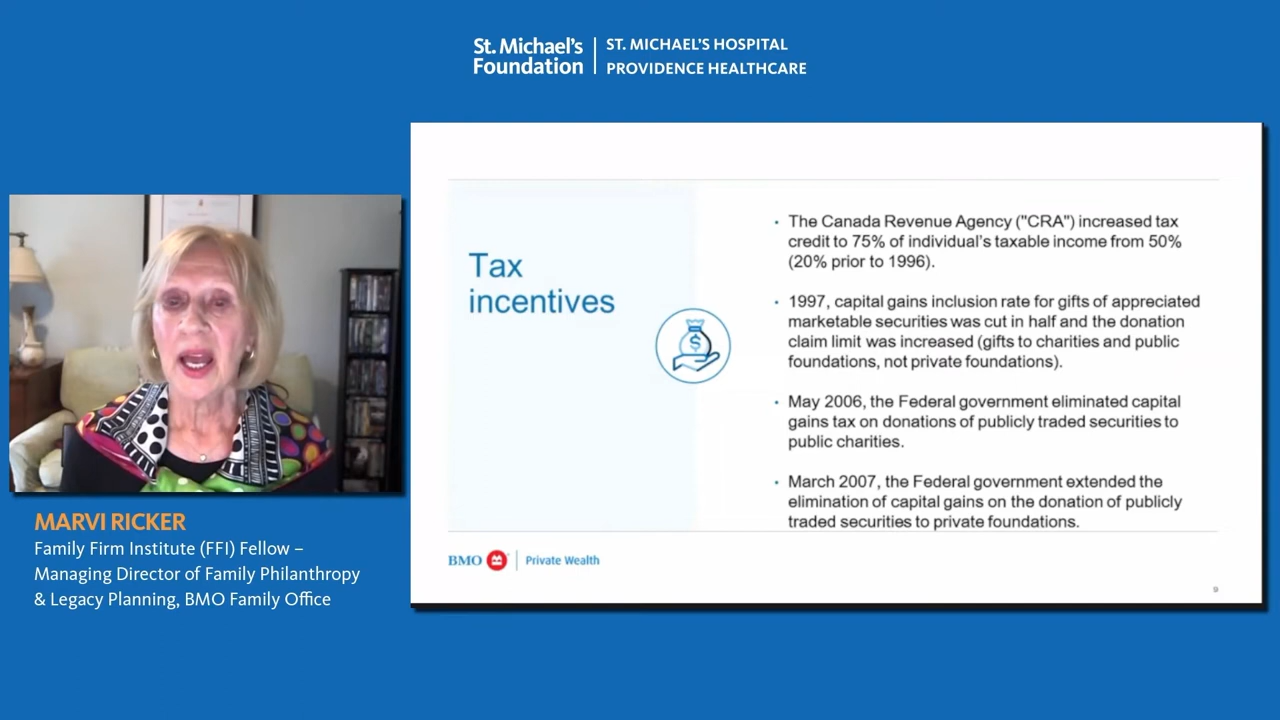 St. Michael's
Foundation
ST. MICHAEL'S HOSPITAL
PROVIDENCE HEALTHCARE
Tax
incentives
$
• The Canada Revenue Agency ("CRA") increased tax
credit to 75% of individual's taxable income from 50%
(20% prior to 1996).
• 1997, capital gains inclusion rate for gifts of appreciated
marketable securities was cut in half and the donation
claim limit was increased (gifts to charities and public
foundations, not private foundations).
• May 2006, the Federal government eliminated capital
gains tax on donations of publicly traded securities to
public charities.
• March 2007, the Federal government extended the
elimination of capital gains on the donation of publicly
traded securities to private foundations.
BMO Private Wealth
9
MARVI RICKER
Family Firm Institute (FFI) Fellow –
Managing Director of Family Philanthropy
& Legacy Planning, BMO Family Office